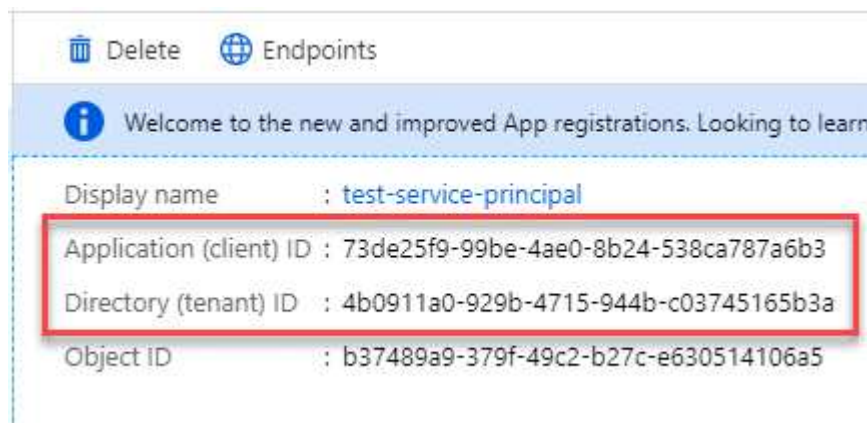 Delete Endpoints
Welcome to the new and improved App registrations. Looking to learn
Display name : test-service-principal
Application (client) ID : 73de25f9-99be-4ae0-8b24-538ca787a6b3
Directory (tenant) ID : 4b0911a0-929b-4715-944b-c03745165b3a
Object ID : b37489a9-379f-49c2-b27c-e630514106a5